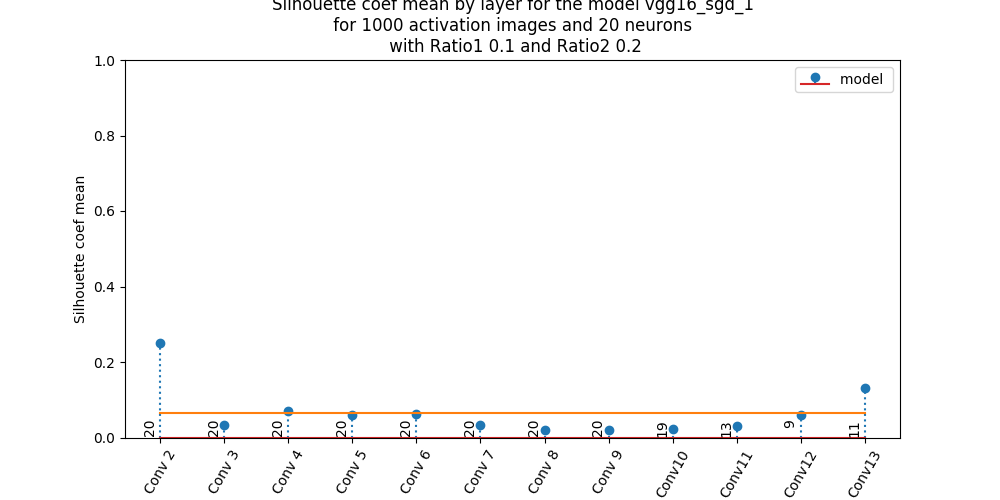 Silhouette coef mean by layer for the model vgg16_sgd_1
for 1000 activation images and 20 neurons
with Ratio1 0.1 and Ratio2 0.2
model
Silhouette coef mean
1.0
0.8
0.6
0.4
0.2
0.0
20 20 20 20 20 20 20 20 19 13 9 11
Conv 2 Conv 3 Conv 4 Conv 5 Conv 6 Conv 7 Conv 8 Conv 9 Conv10 Conv11 Conv12 Conv13